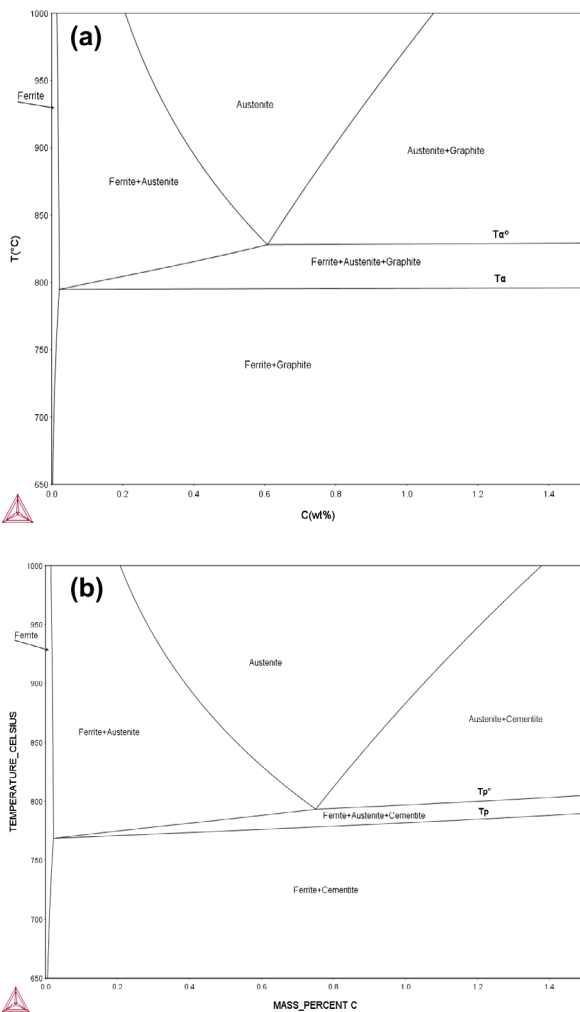 (a)
1000
950
900
850
800
750
700
650
T(°C)
Ferrite
Austenite
Ferrite+Austenite
Austenite+Graphite
Tα°
Ferrite+Austenite+Graphite
Tα
Ferrite+Graphite
0.0 0.2 0.4 0.6 0.8 1.0 1.2 1.4
C(wt%)
(b)
1000
950
900
850
800
750
700
650
TEMPERATURE_CELSIUS
Ferrite
Austenite
Ferrite+Austenite
Austenite+Cementite
Tp°
Ferrite+Austenite+Cementite
Tp
Ferrite+Cementite
0.0 0.2 0.4 0.6 0.8 1.0 1.2 1.4
MASS_PERCENT C